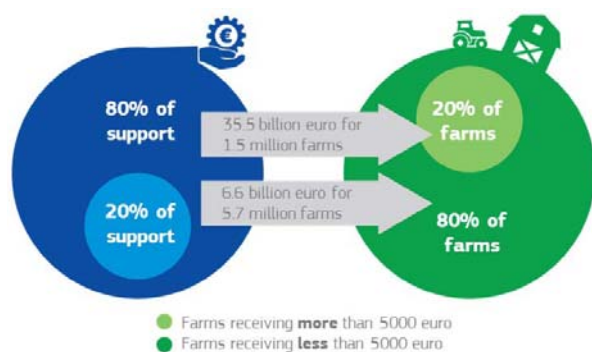 €
80% of
support
35.5 billion euro for
1.5 million farms
20% of
farms
20% of
support
6.6 billion euro for
5.7 million farms
80% of
farms
Farms receiving more than 5000 euro
Farms receiving less than 5000 euro